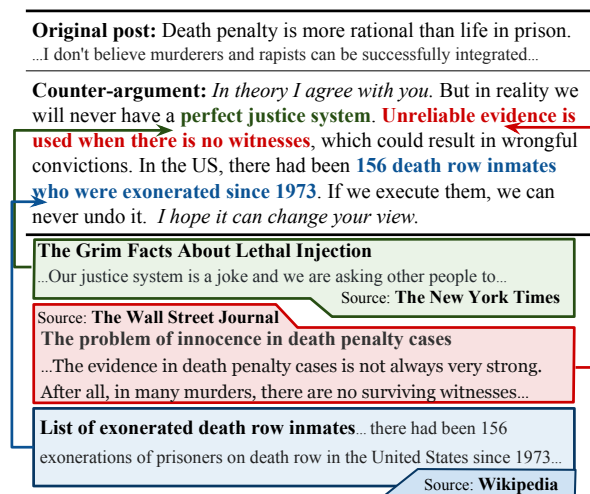 Original post: Death penalty is more rational than life in prison.
...I don't believe murderers and rapists can be successfully integrated...
Counter-argument: In theory I agree with you. But in reality we
will never have a perfect justice system. Unreliable evidence is
used when there is no witnesses, which could result in wrongful
convictions. In the US, there had been 156 death row inmates
who were exonerated since 1973. If we execute them, we can
never undo it. I hope it can change your view.
The Grim Facts About Lethal Injection
...Our justice system is a joke and we are asking other people to...
Source: The New York Times
Source: The Wall Street Journal
The problem of innocence in death penalty cases
...The evidence in death penalty cases is not always very strong.
After all, in many murders, there are no surviving witnesses...
List of exonerated death row inmates... there had been 156
exonerations of prisoners on death row in the United States since 1973...
Source: Wikipedia